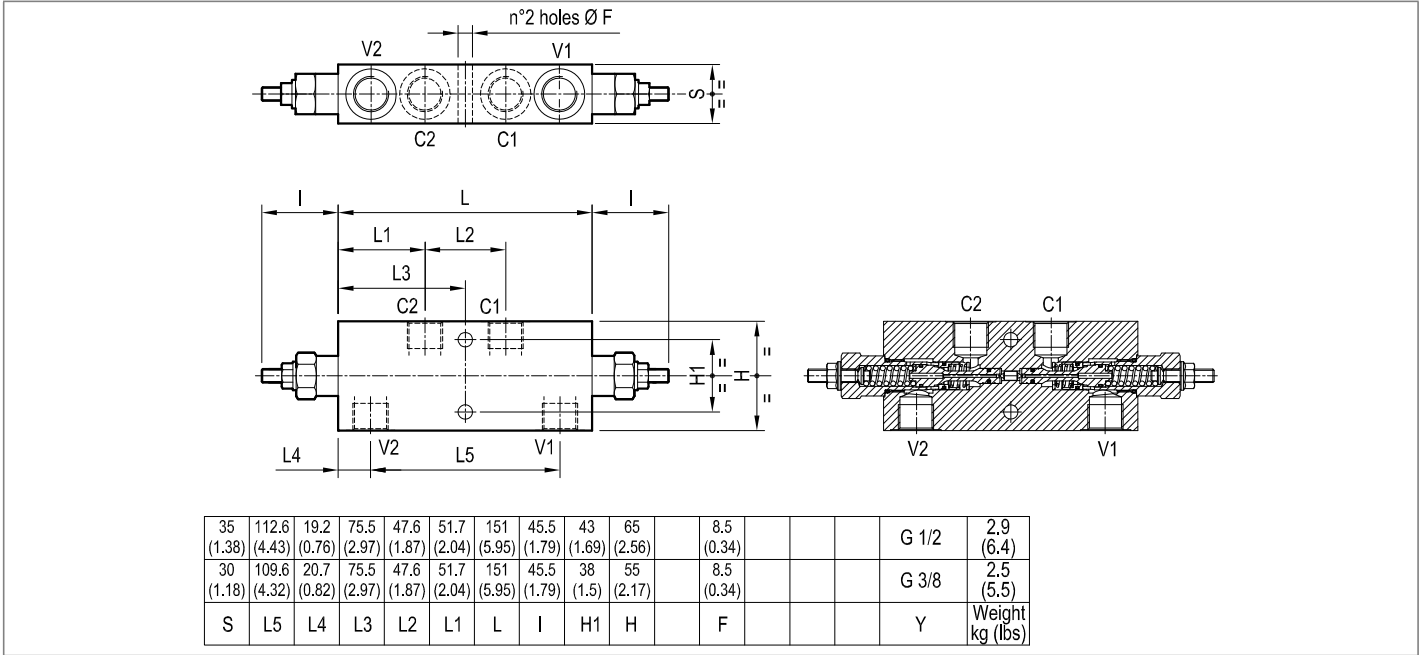 n°2 holes Ø F
V2
V1
S
=
=
C2
C1
I
L
I
L1
L2
L3
C2
C1
H1
=
=
H
=
=
V2
V1
L4
L5
C2
C1
V2
V1
35 112.6 19.2 75.5 47.6 51.7 151 45.5 43 65 8.5 G 1/2 2.9
(1.38) (4.43) (0.76) (2.97) (1.87) (2.04) (5.95) (1.79) (1.69) (2.56) (0.34) (6.4)
30 109.6 20.7 75.5 47.6 51.7 151 45.5 38 55 8.5 G 3/8 2.5
(1.18) (4.32) (0.82) (2.97) (1.87) (2.04) (5.95) (1.79) (1.5) (2.17) (0.34) (5.5)
S L5 L4 L3 L2 L1 L I H1 H F Y Weight
kg (lbs)